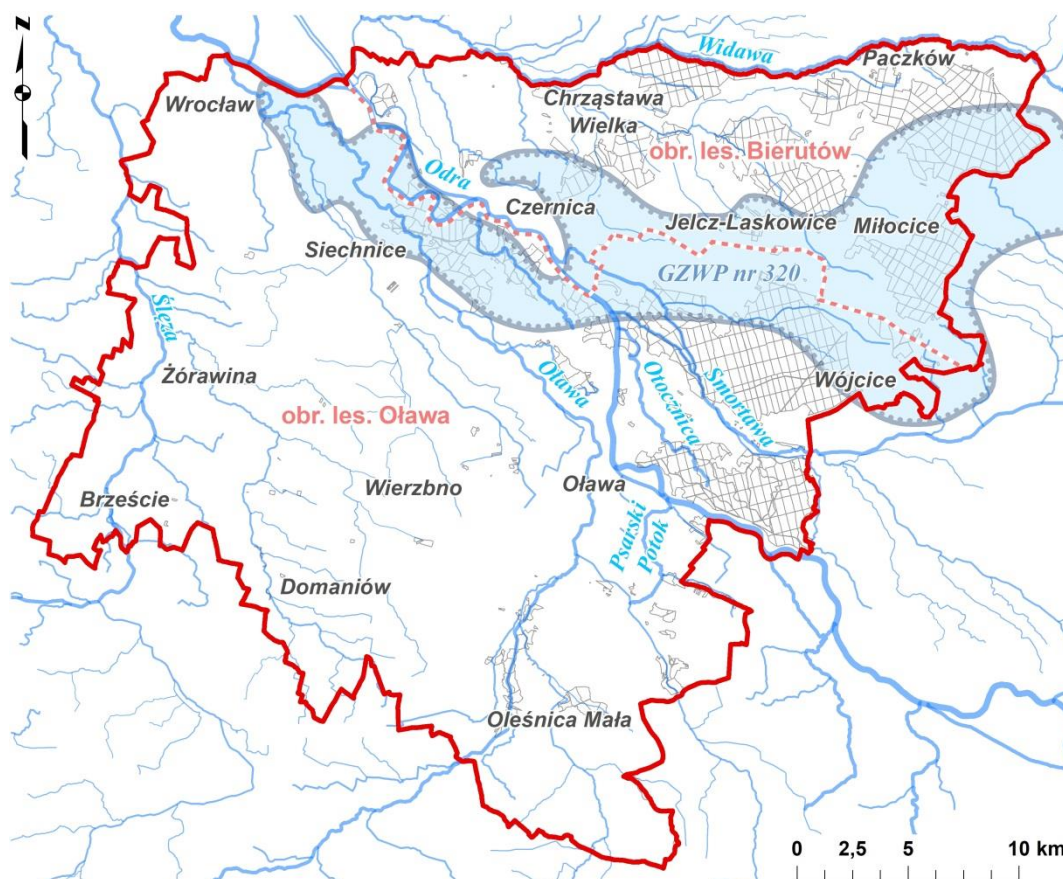 N
Widawa
Paczków
Wrocław
Chrząstawa
Wielka
obr. les. Bierutów
Odra
Czernica
Jelcz-Laskowice
Miłocice
Siechnice
GZWP nr 320
Ślęza
Żórawina
Oława
Otocznica
Smortawa
Wójcice
obr. les. Oława
Wierzbno
Oława
Brzeście
Psarski
Potok
Domaniów
Oleśnica Mała
0 2,5 5 10 km